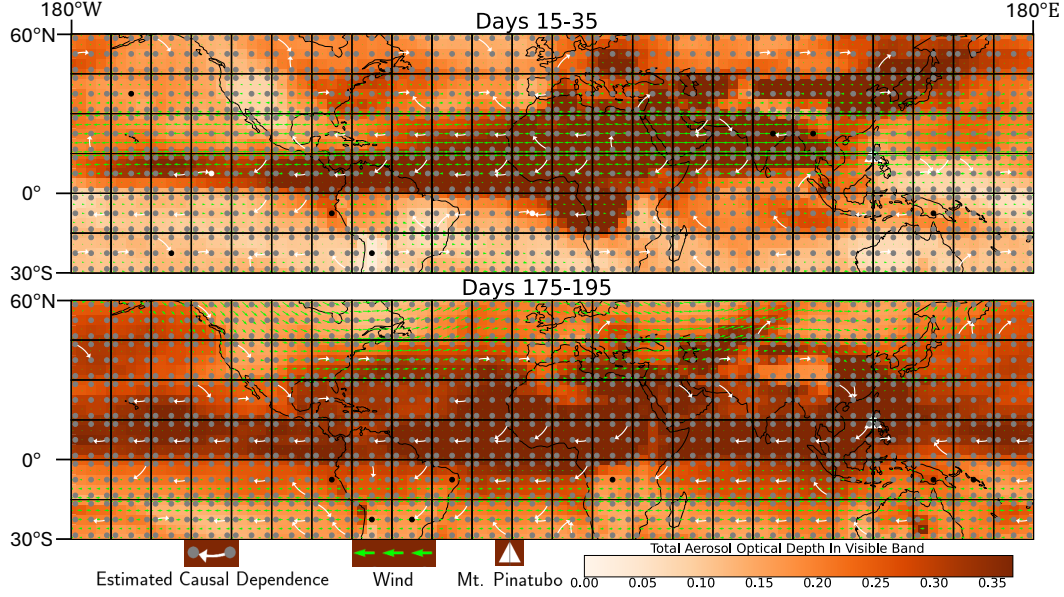 180°W
180°E
Days 15-35
60°N
0°
30°S
Days 175-195
60°N
0°
30°S
Estimated Causal Dependence
Wind
Mt. Pinatubo
Total Aerosol Optical Depth In Visible Band
0.00 0.05 0.10 0.15 0.20 0.25 0.30 0.35